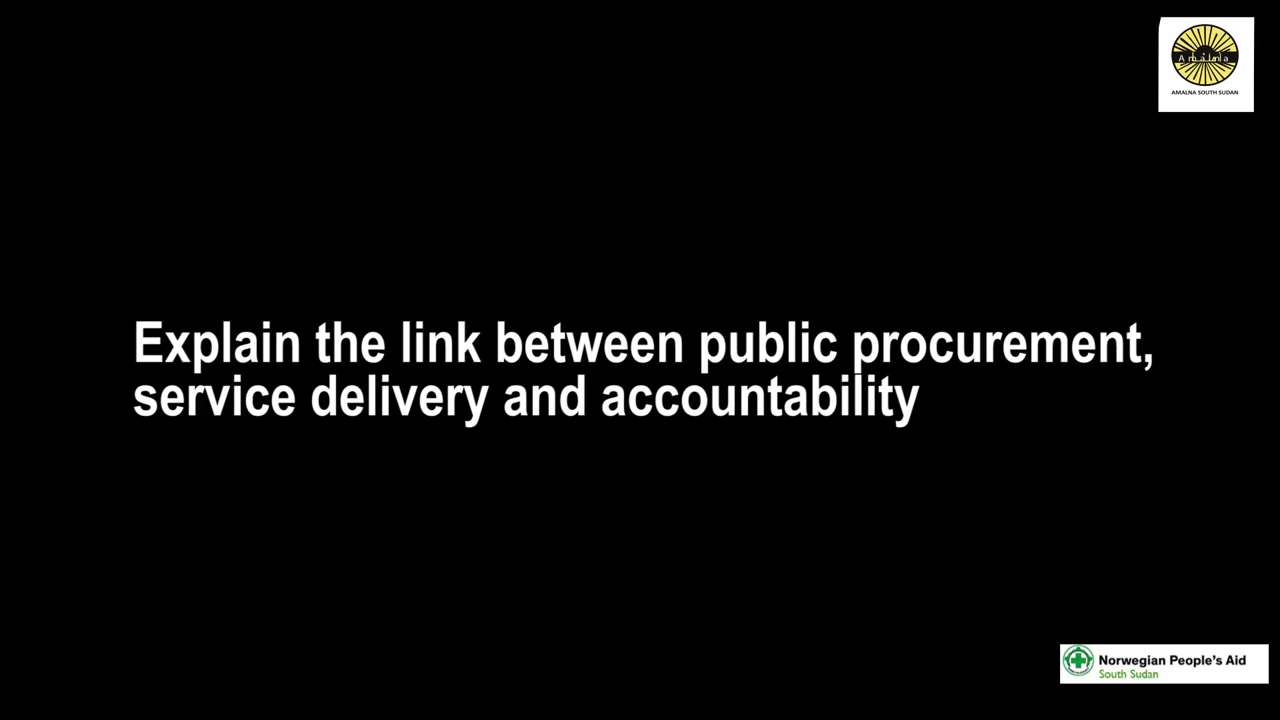 AMALNA SOUTH SUDAN
Explain the link between public procurement,
service delivery and accountability
Norwegian People's Aid
South Sudan